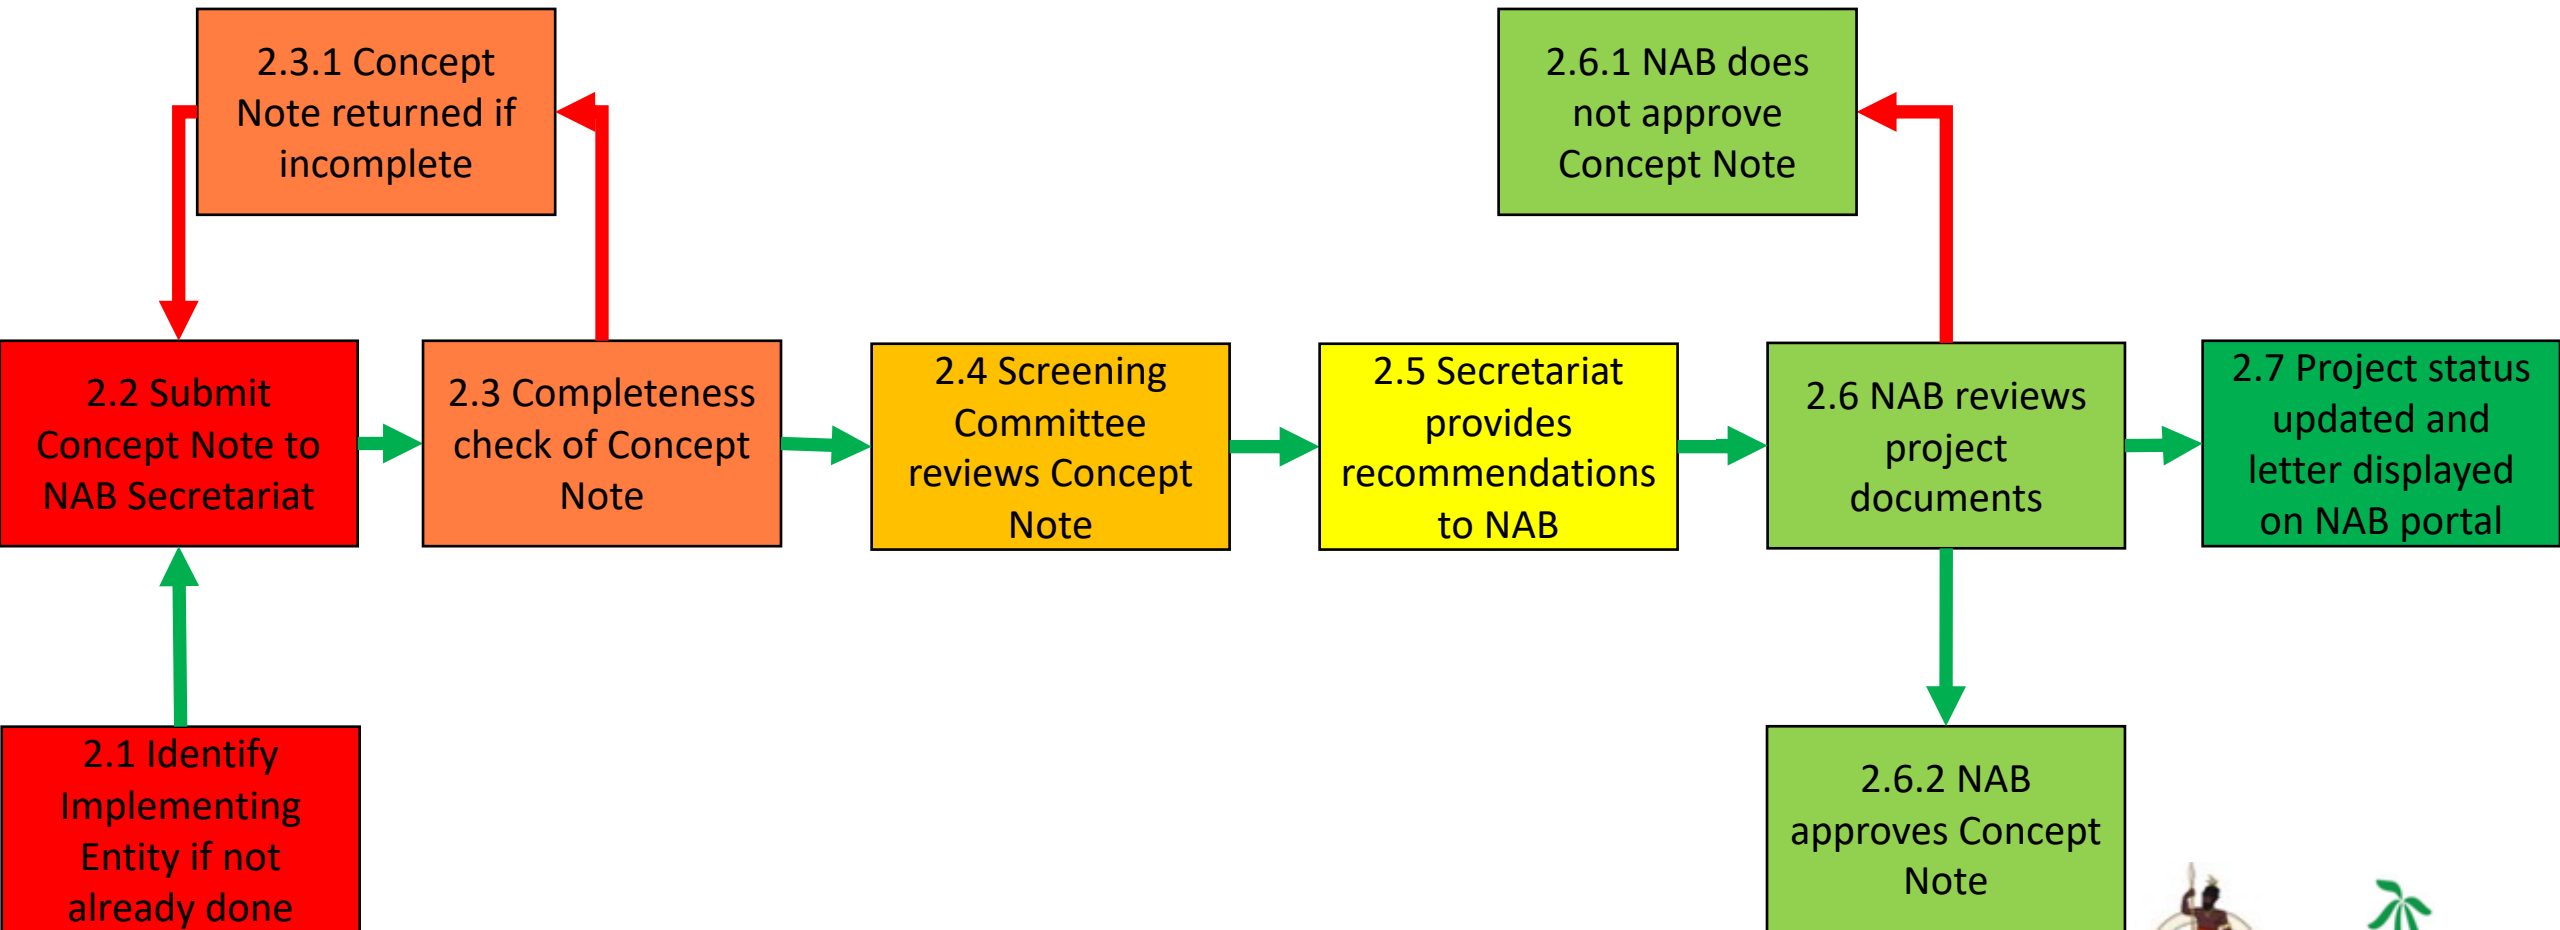 2.3.1 Concept
Note returned if
incomplete
2.6.1 NAB does
not approve
Concept Note
2.2 Submit
Concept Note to
NAB Secretariat
2.3 Completeness
check of Concept
Note
2.4 Screening
Committee
reviews Concept
Note
2.5 Secretariat
provides
recommendations
to NAB
2.6 NAB reviews
project
documents
2.7 Project status
updated and
letter displayed
on NAB portal
2.1 Identify
Implementing
Entity if not
already done
2.6.2 NAB
approves Concept
Note